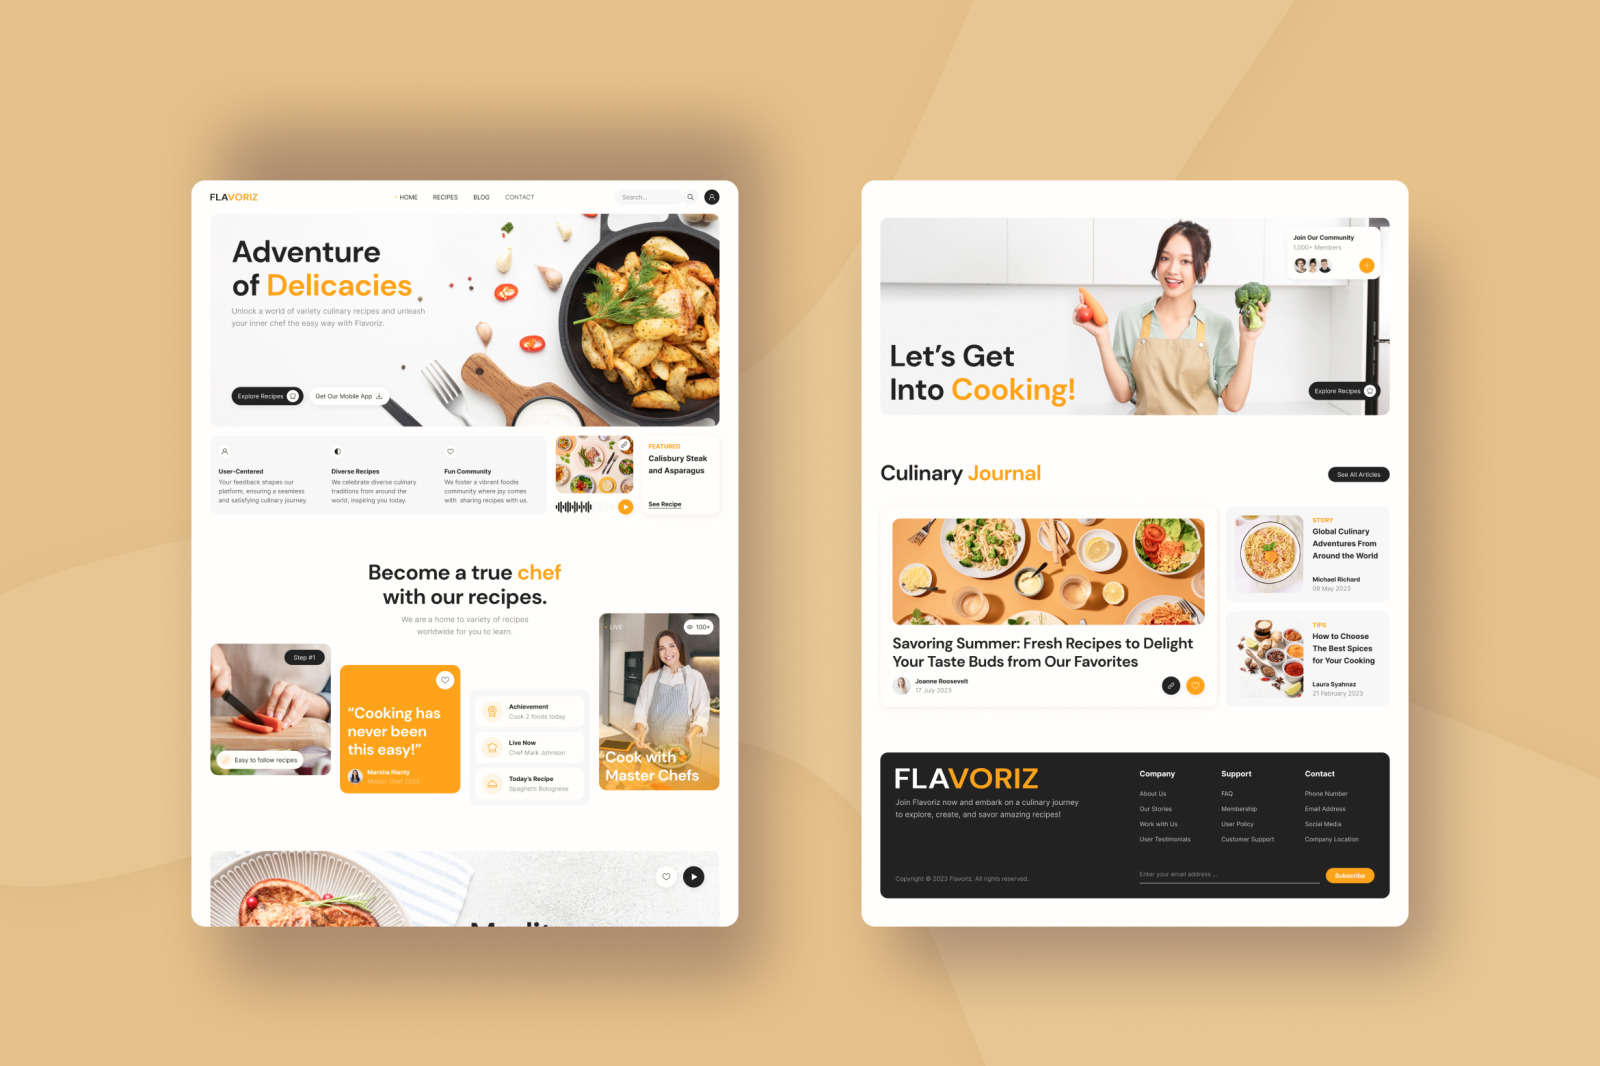 FLAVORIZ
HOME
RECIPES
BLOG
CONTACT
Search...
Adventure
of Delicacies
Unlock a world of variety culinary recipes and unleash
your inner chef the easy way with Flavoriz.
Explore Recipes
Get Our Mobile App
User-Centered
Your feedback shapes our
platform, ensuring a seamless
and satisfying culinary journey.
Diverse Recipes
We celebrate diverse culinary
traditions from around the
world, inspiring you today.
Fun Community
We foster a vibrant foodie
community where joy comes
with sharing recipes with us.
FEATURED
Calisbury Steak
and Asparagus
See Recipe
Become a true chef
with our recipes.
We are a home to variety of recipes
worldwide for you to learn.
Step #1
Easy to follow recipes
“Cooking has
never been
this easy!”
Marsha Rianty
Master Chef 2023
Achievement
Cook 2 foods today
Live Now
Chef Mark Johnson
Today's Recipe
Spaghetti Bolognese
LIVE
100+
Cook with
Master Chefs
Let’s Get
Into Cooking!
Join Our Community
1,000+ Members
Explore Recipes
Culinary Journal
See All Articles
Savoring Summer: Fresh Recipes to Delight
Your Taste Buds from Our Favorites
Joanne Roosevelt
17 July 2023
STORY
Global Culinary
Adventures From
Around the World
Michael Richard
09 May 2023
TIPS
How to Choose
The Best Spices
for Your Cooking
Laura Syahnaz
21 February 2023
FLAVORIZ
Join Flavoriz now and embark on a culinary journey
to explore, create, and savor amazing recipes!
Company
About Us
Our Stories
Work with Us
User Testimonials
Support
FAQ
Membership
User Policy
Customer Support
Contact
Phone Number
Email Address
Social Media
Company Location
Copyright © 2023 Flavoriz. All rights reserved.
Enter your email address ...
Subscribe